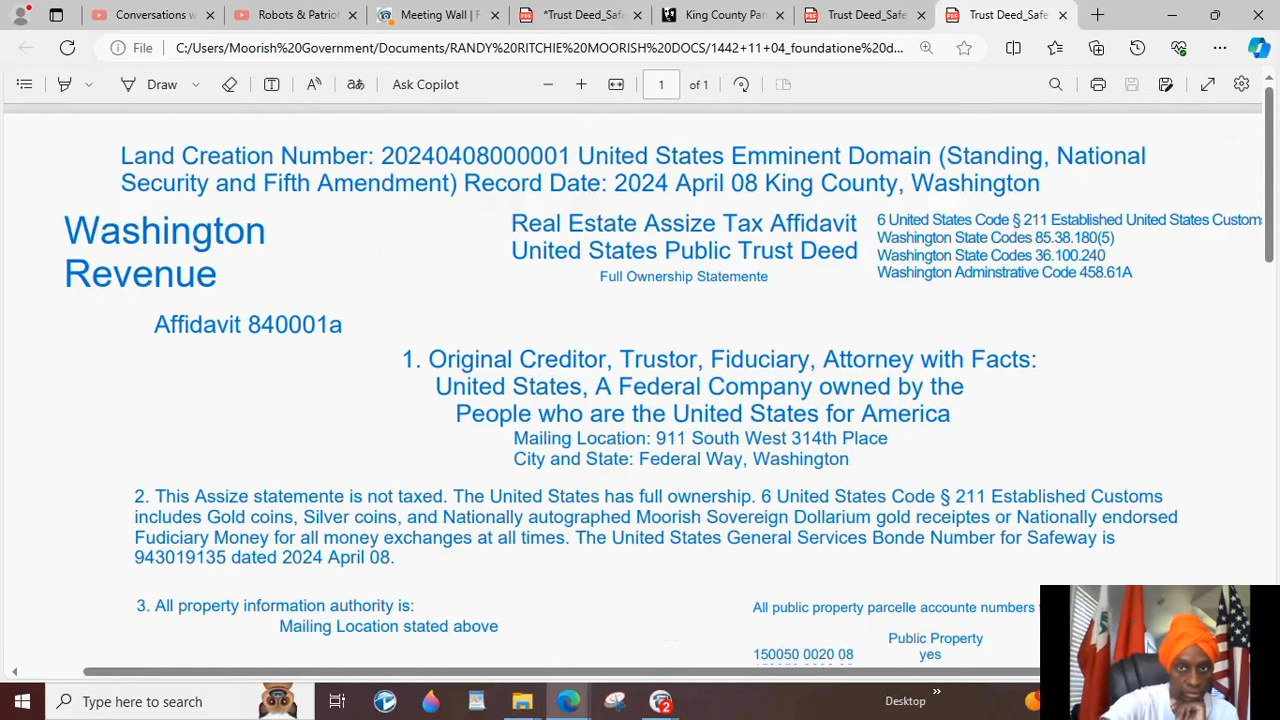 Conversations w
Robots & Patriot
Meeting Wall | F
*Trust Deed_Safe
King County Par
Trust Deed_Safe
Trust Deed_Safe
File
C:/Users/Moorish%20Government/Documents/RANDY%20RITCHIE%20MOORISH%20DOCS/1442+11+04_foundatione%20d...
Draw
Ask Copilot
1 of 1
Land Creation Number: 20240408000001 United States Emminent Domain (Standing, National
Security and Fifth Amendment) Record Date: 2024 April 08 King County, Washington
Washington
Revenue
Affidavit 840001a
Real Estate Assize Tax Affidavit
United States Public Trust Deed
Full Ownership Statemente
6 United States Code § 211 Established United States Custom
Washington State Codes 85.38.180(5)
Washington State Codes 36.100.240
Washington Adminstrative Code 458.61A
1. Original Creditor, Trustor, Fiduciary, Attorney with Facts:
United States, A Federal Company owned by the
People who are the United States for America
Mailing Location: 911 South West 314th Place
City and State: Federal Way, Washington
2. This Assize statemente is not taxed. The United States has full ownership. 6 United States Code § 211 Established Customs
includes Gold coins, Silver coins, and Nationally autographed Moorish Sovereign Dollarium gold receiptes or Nationally endorsed
Fudiciary Money for all money exchanges at all times. The United States General Services Bonde Number for Safeway is
943019135 dated 2024 April 08.
3. All property information authority is:
Mailing Location stated above
All public property parcelle accounte numbers
Public Property
150050 0020 08 yes
Type here to search
Desktop
2